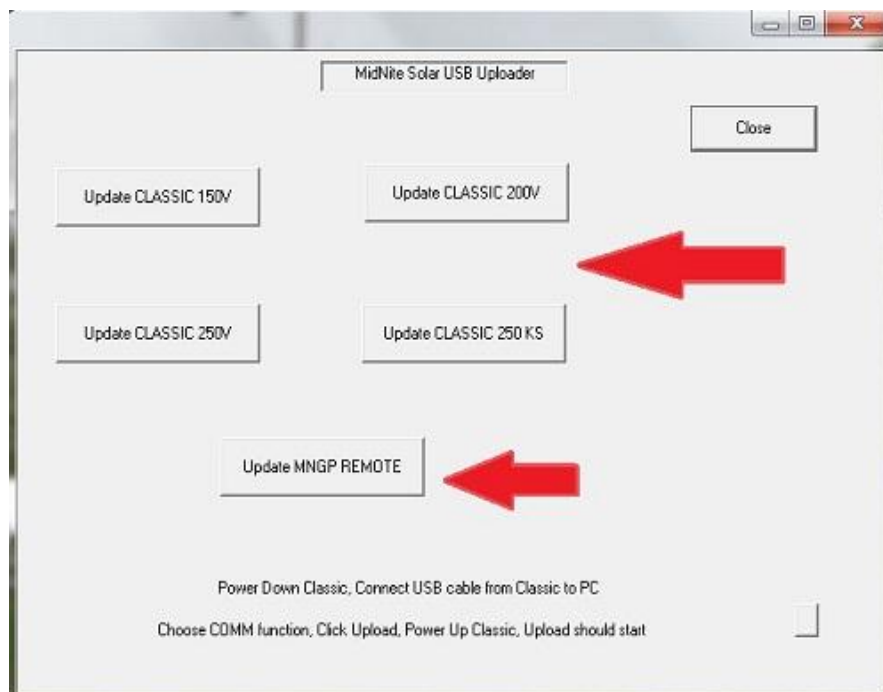 MidNite Solar USB Uploader
Close
Update CLASSIC 150V
Update CLASSIC 200V
Update CLASSIC 250V
Update CLASSIC 250 KS
Update MNGP REMOTE
Power Down Classic, Connect USB cable from Classic to PC
Choose COMM function, Click Upload, Power Up Classic, Upload should start